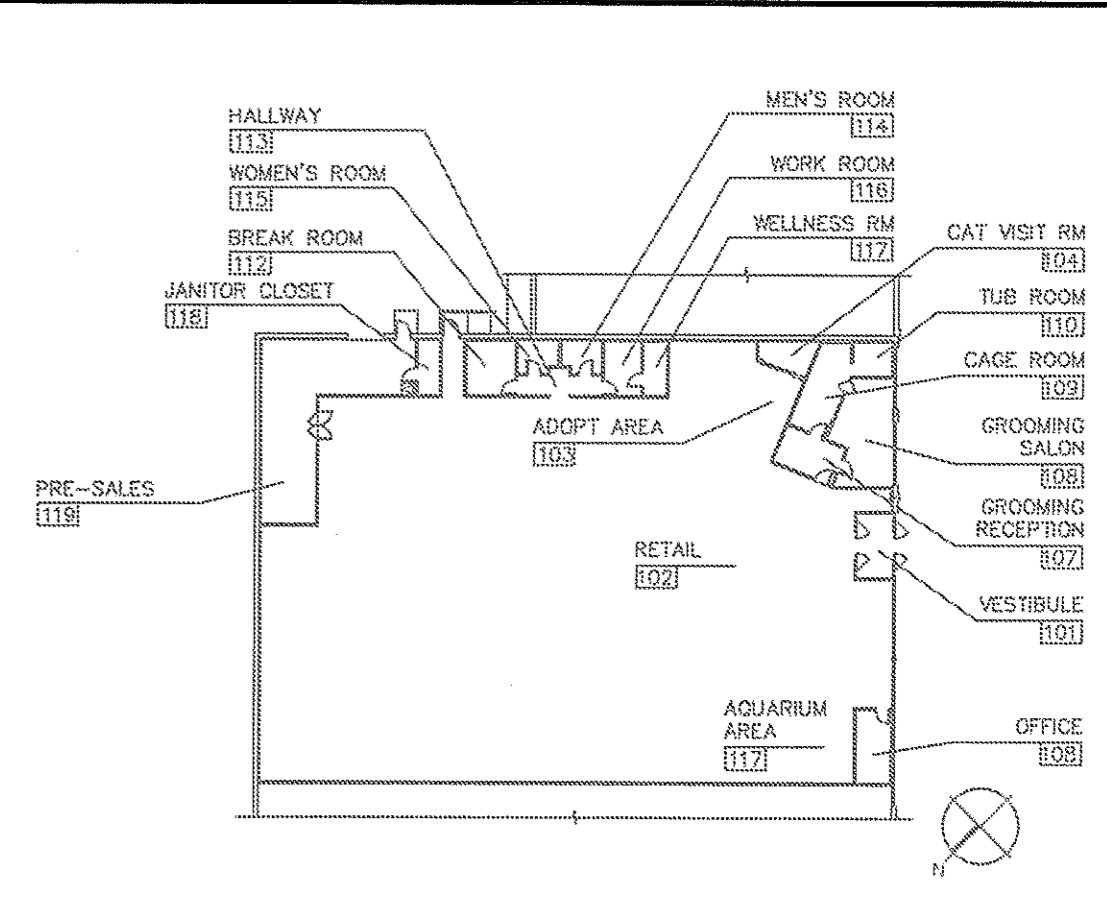 HALLWAY
113
WOMEN'S ROOM
115
BREAK ROOM
112
JANITOR CLOSET
118
MEN'S ROOM
114
WORK ROOM
116
WELLNESS RM
117
CAT VISIT RM
104
TUB ROOM
110
CAGE ROOM
109
GROOMING
SALON
108
GROOMING
RECEPTION
107
VESTIBULE
101
ADOPT AREA
103
PRE-SALES
119
RETAIL
102
AQUARIUM
AREA
117
OFFICE
108
N